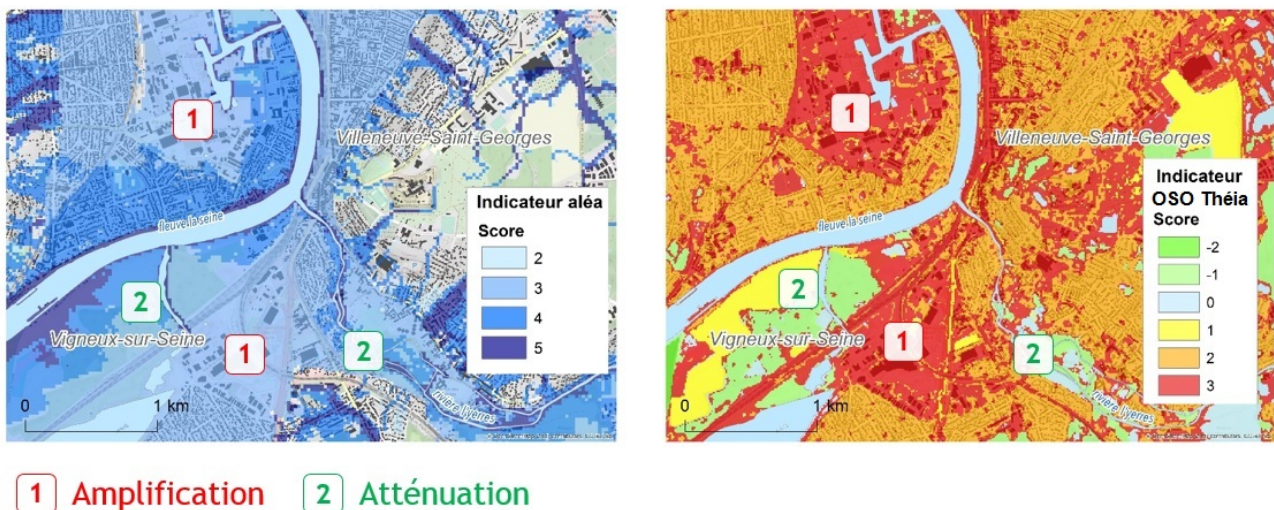 1
Villeneuve-Saint-Georges
fleuve la seine
Indicateur aléa
Score
2
3
4
5
2
Vigneux-sur-Seine
1
2
rivière l'yerres
0
1 km
1
Villeneuve-Saint-Georges
fleuve la seine
Indicateur
OSO Théia
Score
-2
-1
0
1
2
3
2
Vigneux-sur-Seine
1
2
rivière l'yerres
0
1 km
1 Amplification
2 Atténuation